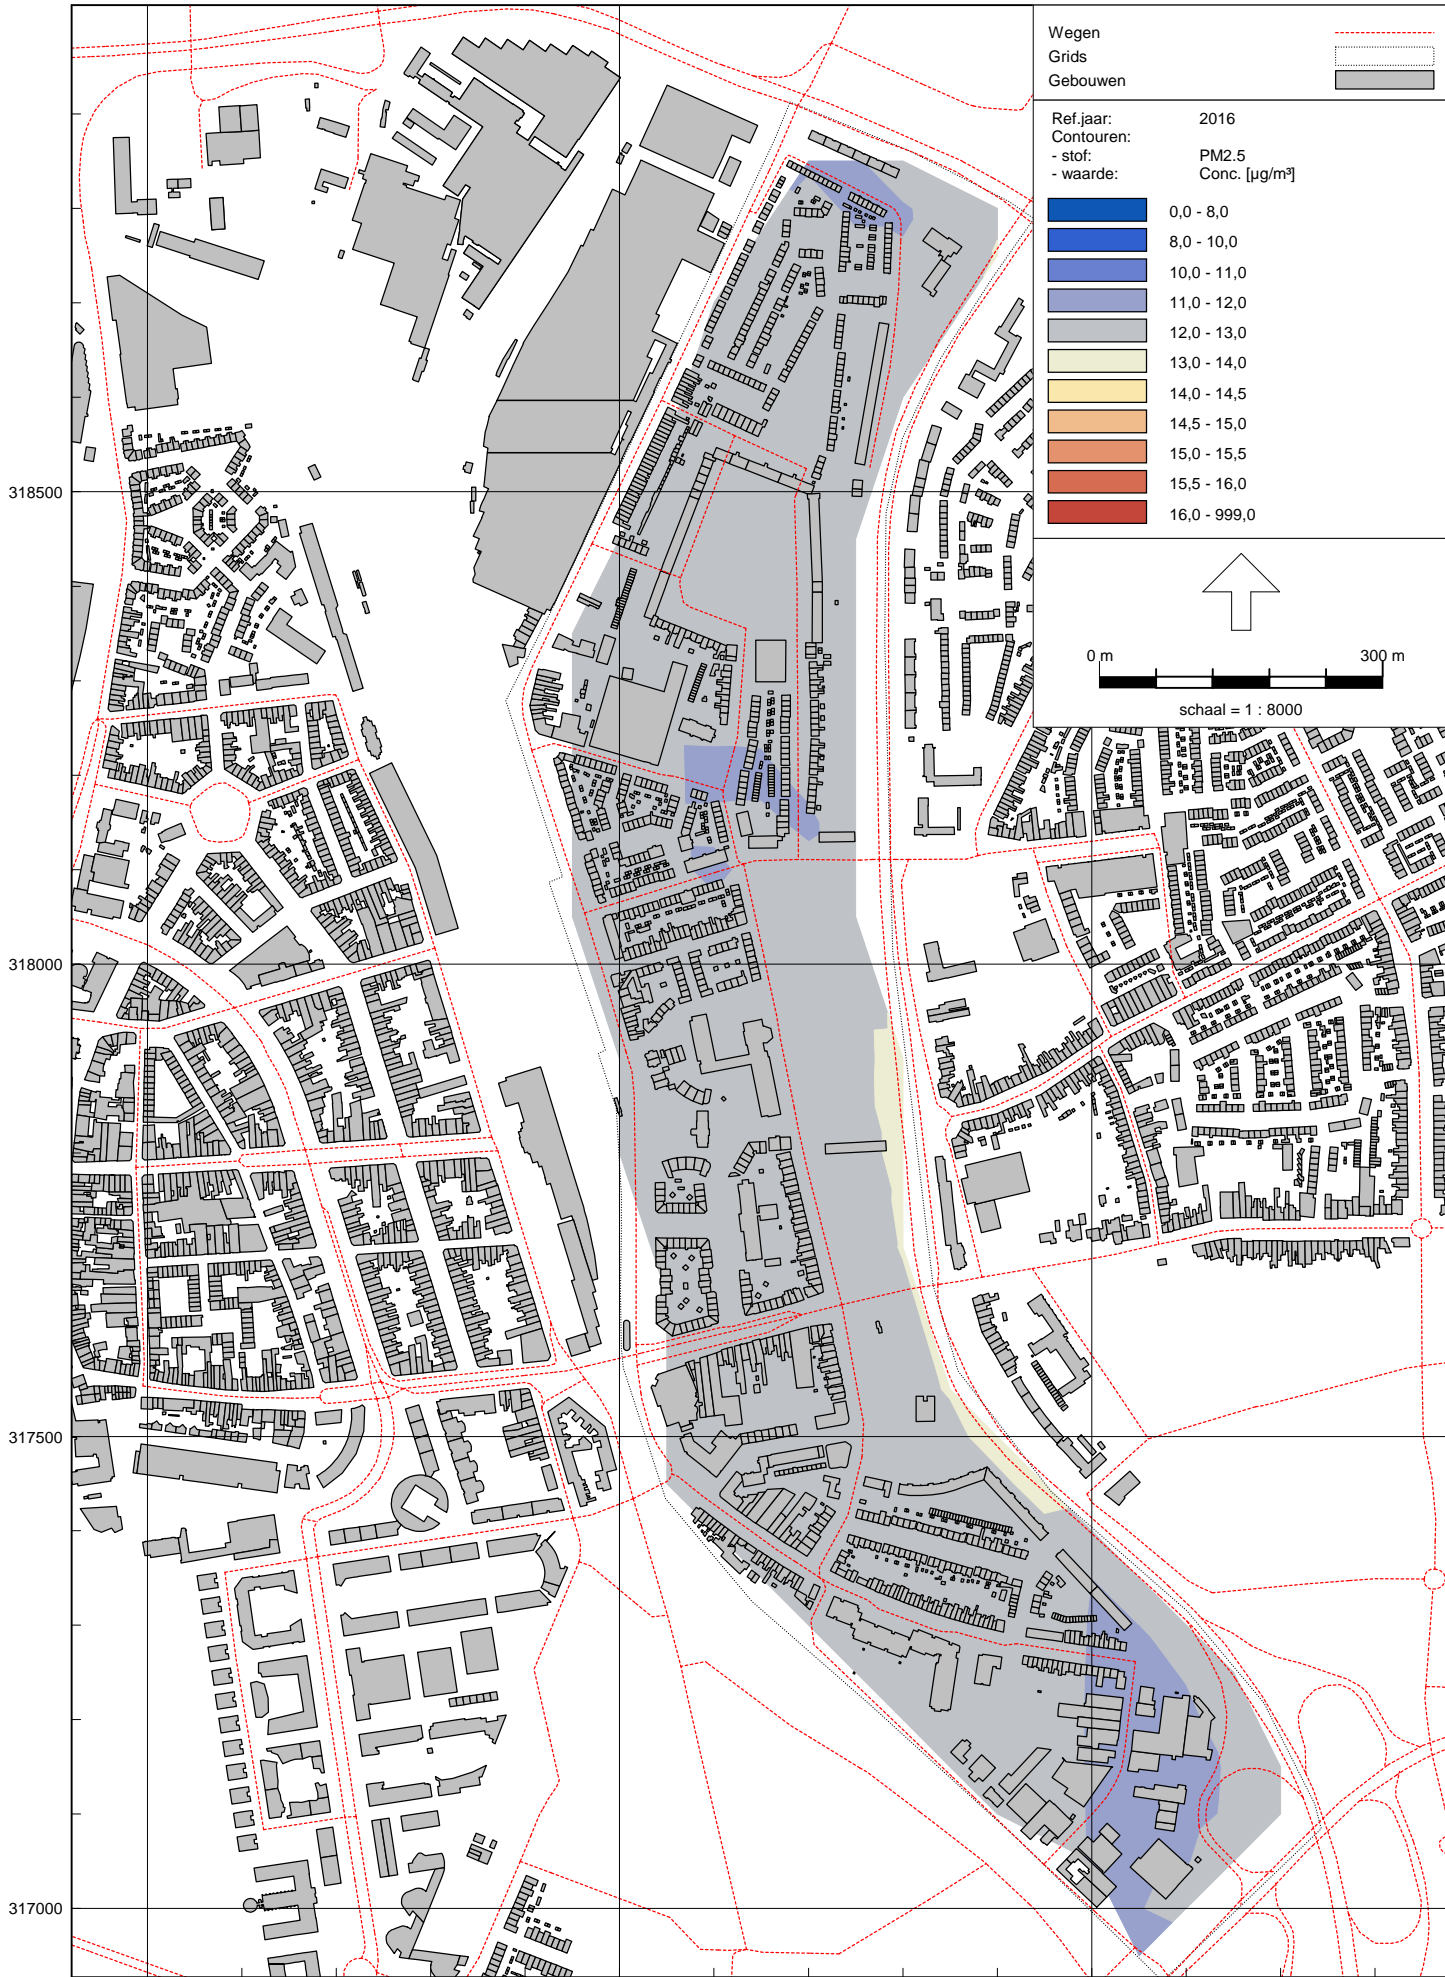 Wegen
Grids
Gebouwen
Ref.jaar: 2016
Contouren:
- stof: PM2.5
- waarde: Conc. [µg/m³]
0,0 - 8,0
8,0 - 10,0
10,0 - 11,0
11,0 - 12,0
12,0 - 13,0
13,0 - 14,0
14,0 - 14,5
14,5 - 15,0
15,0 - 15,5
15,5 - 16,0
16,0 - 999,0
0 m 300 m
schaal = 1 : 8000
318500
318000
317500
317000